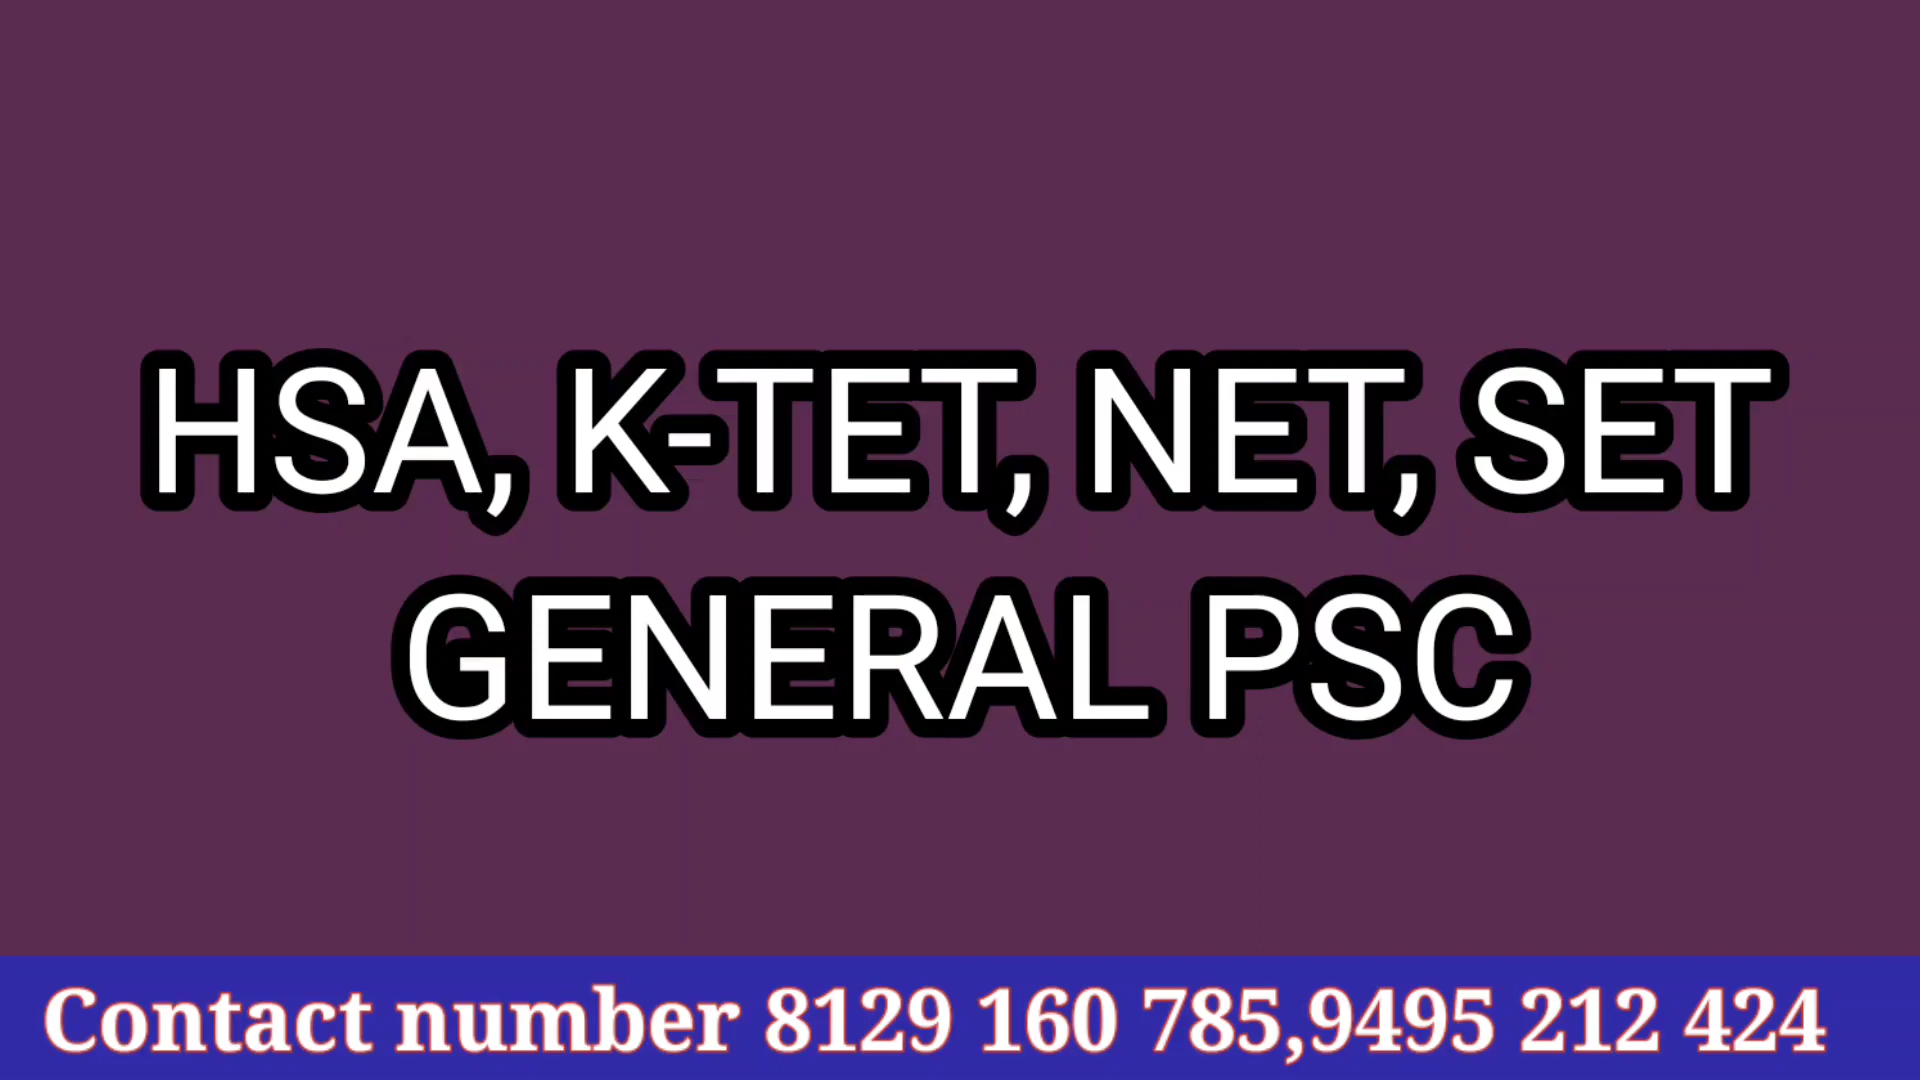 HSA, K-TET, NET, SET
GENERAL PSC
Contact number 8129 160 785,9495 212 424